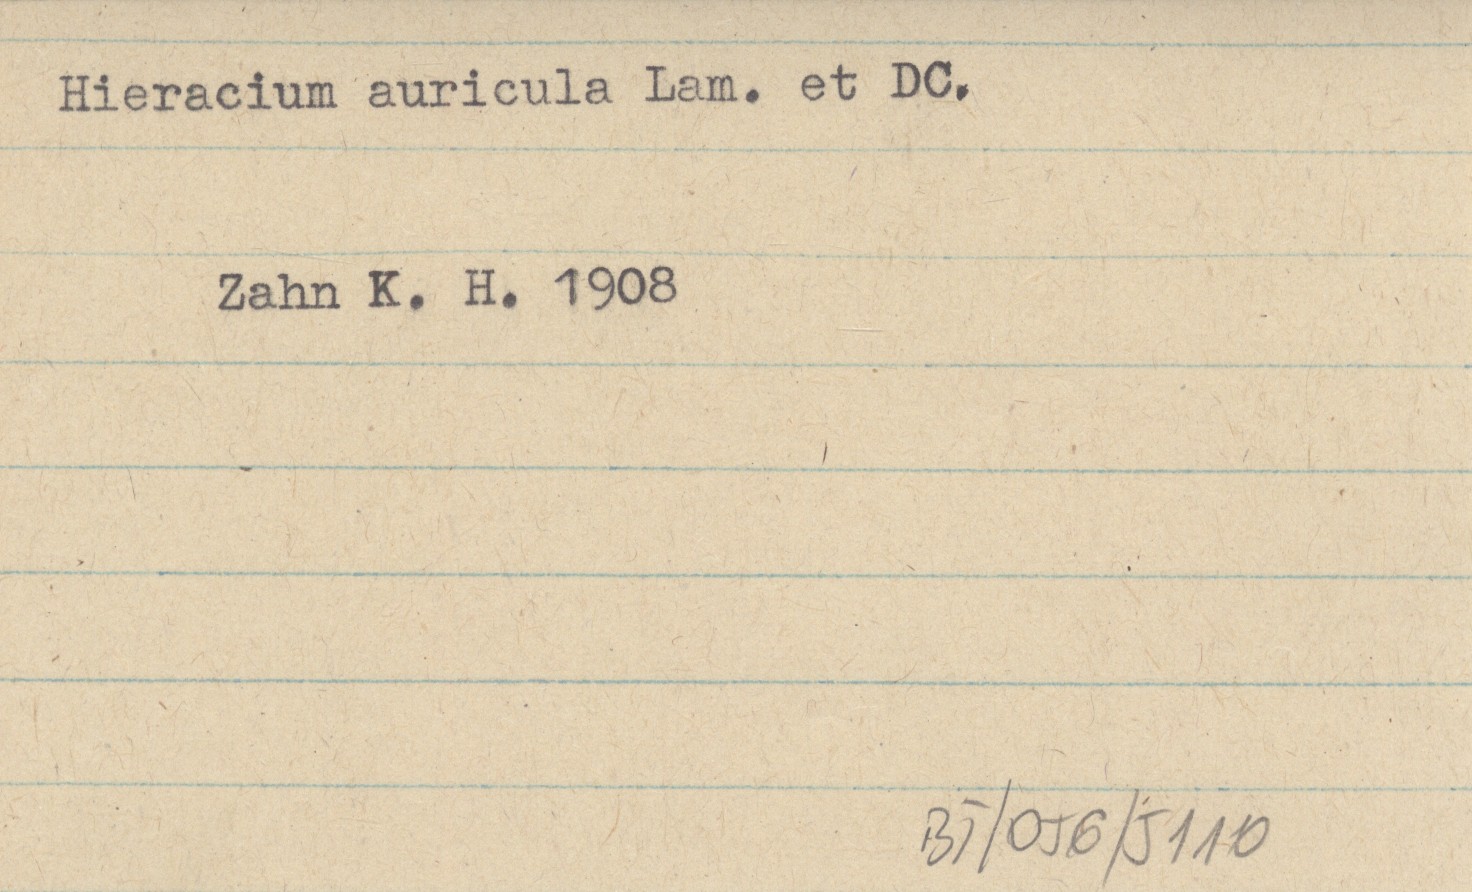 Hieracium auricula Lam. et DC.
Zahn K. H. 1908